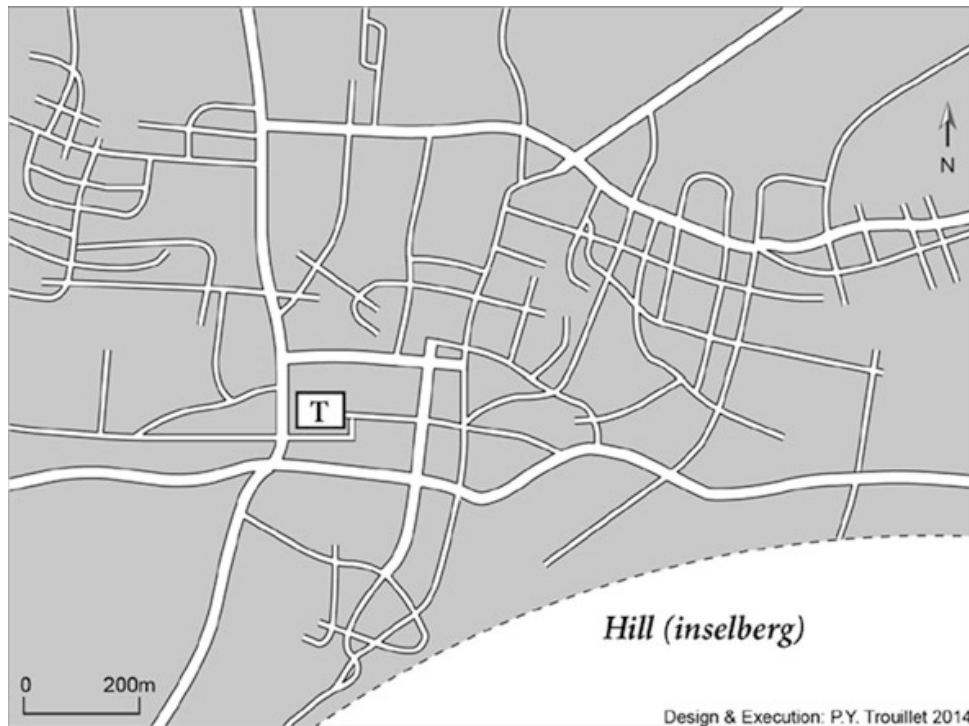 N
T
Hill (inselberg)
0 200m
Design & Execution: P.Y. Trouillet 2014